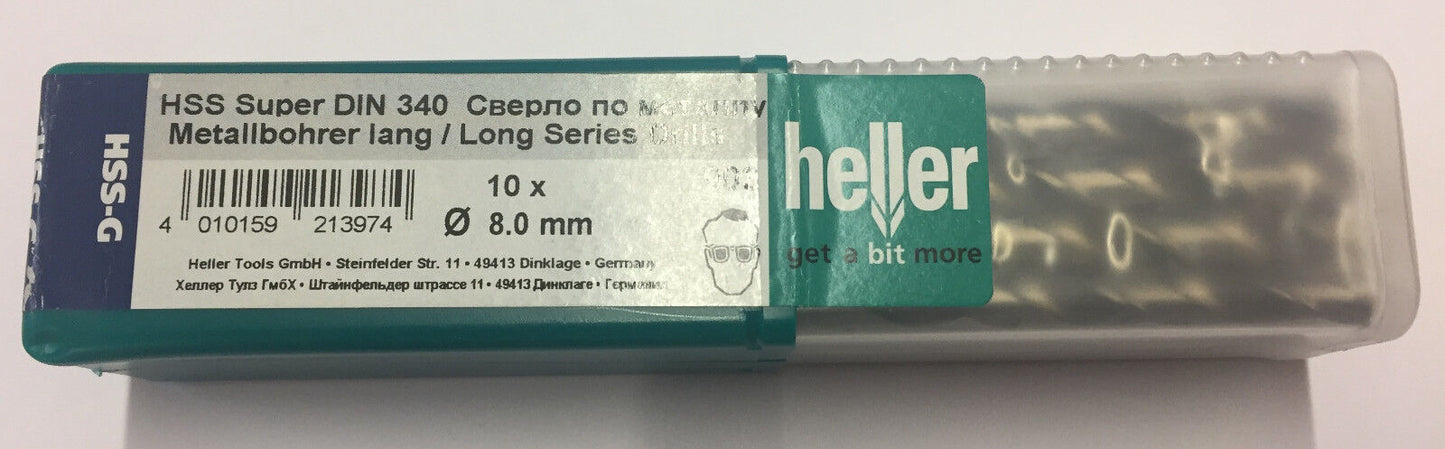 HSS-G
HSS Super DIN 340 Сверло по
Metallbohrer lang / Long Series
10 x
Ø 8.0 mm
4 010159 213974
Heller Tools GmbH • Steinfelder Str. 11 • 49413 Dinklage • Germany
Хеллер Тулз ГмбХ • Штайнфельдер штрассе 11 • 49413 Динклаге • Германия
heller
get a bit more